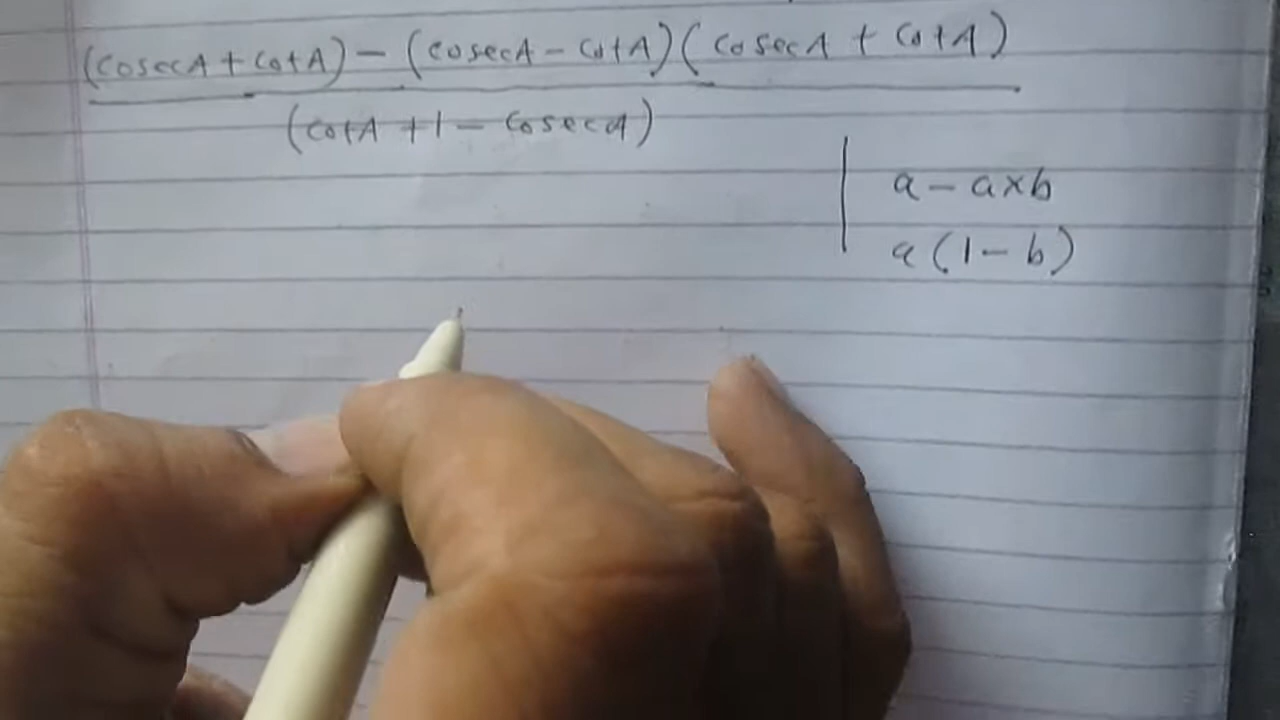 (cosecA + cotA) - (cosecA - cotA)(cosecA + cotA)
(cotA + 1 - cosecA)
a - a×b
a(1 - b)